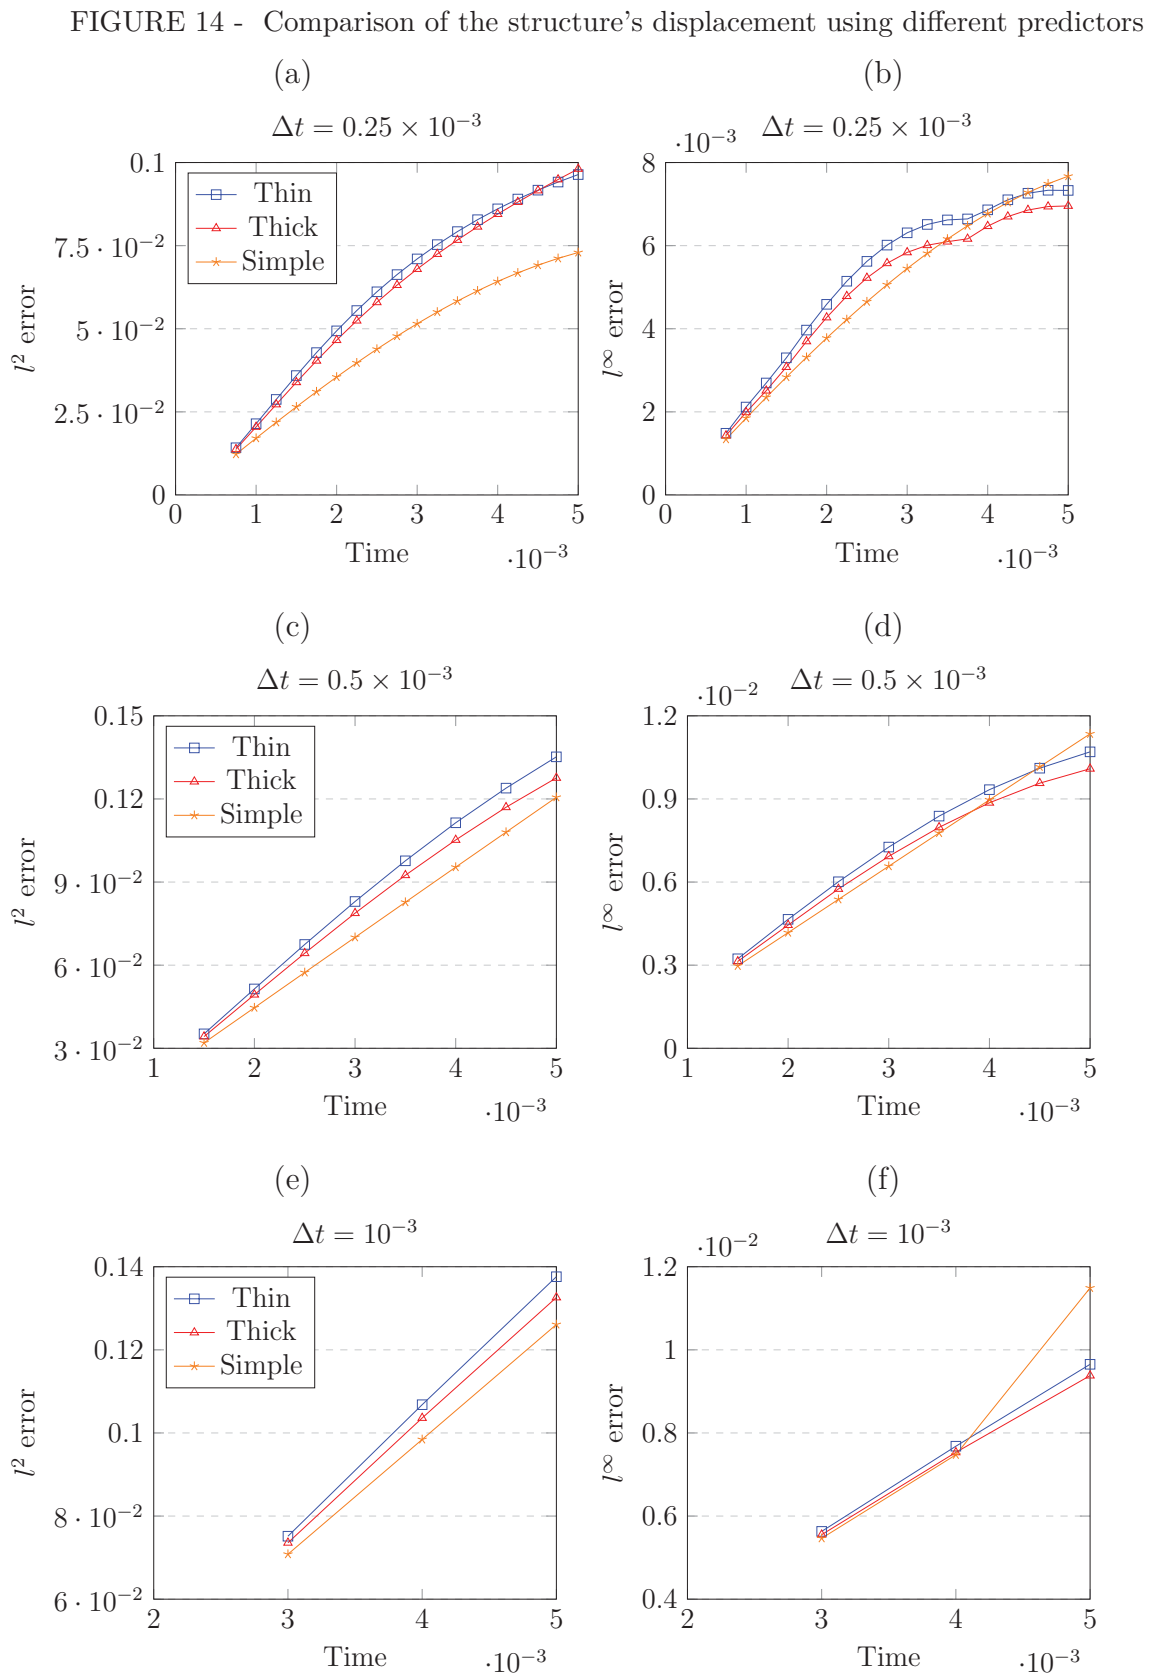 FIGURE 14 - Comparison of the structure's displacement using different predictors
(a)
Δt = 0.25 × 10⁻³
0.1
7.5 · 10⁻²
5 · 10⁻²
2.5 · 10⁻²
0
l² error
Thin
Thick
Simple
0 1 2 3 4 5
Time
·10⁻³
(b)
·10⁻³
Δt = 0.25 × 10⁻³
8
6
4
2
0
l∞ error
0 1 2 3 4 5
Time
·10⁻³
(c)
Δt = 0.5 × 10⁻³
0.15
0.12
9 · 10⁻²
6 · 10⁻²
3 · 10⁻²
l² error
Thin
Thick
Simple
1 2 3 4 5
Time
·10⁻³
(d)
·10⁻²
Δt = 0.5 × 10⁻³
1.2
0.9
0.6
0.3
0
l∞ error
1 2 3 4 5
Time
·10⁻³
(e)
Δt = 10⁻³
0.14
0.12
0.1
8 · 10⁻²
6 · 10⁻²
l² error
Thin
Thick
Simple
2 3 4 5
Time
·10⁻³
(f)
·10⁻²
Δt = 10⁻³
1.2
1
0.8
0.6
0.4
l∞ error
2 3 4 5
Time
·10⁻³